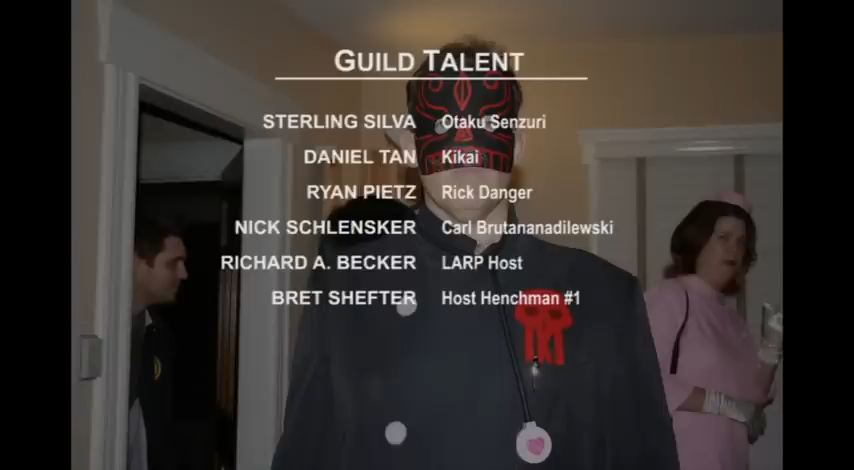 GUILD TALENT
STERLING SILVA Otaku Senzuri
DANIEL TAN Kikai
RYAN PIETZ Rick Danger
NICK SCHLENSKER Carl Brutananadilewski
RICHARD A. BECKER LARP Host
BRET SHEFTER Host Henchman #1